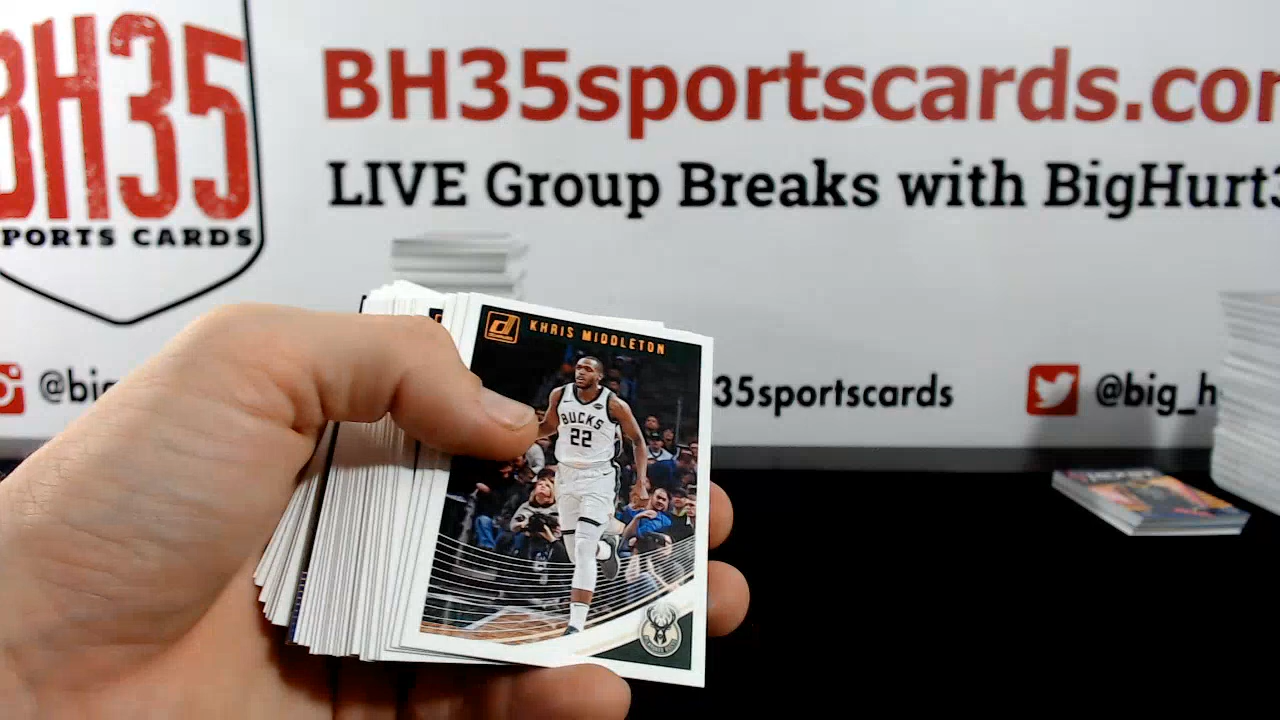 BH35
SPORTS CARDS
BH35sportscards.com
LIVE Group Breaks with BigHurt3
@big
35sportscards
@big_h
KHRIS MIDDLETON
BUCKS
22